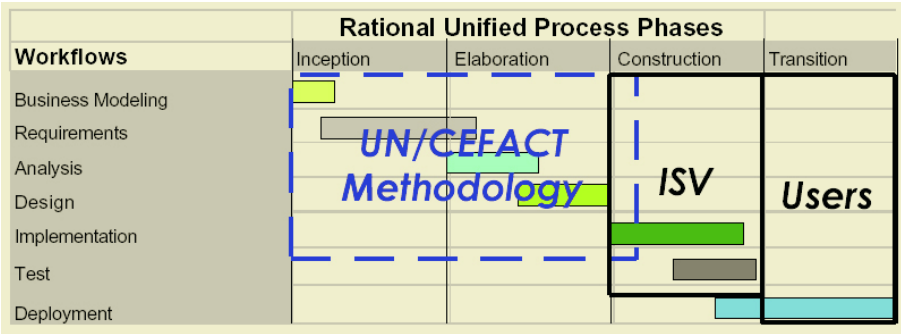 Rational Unified Process Phases
Workflows
Inception
Elaboration
Construction
Transition
Business Modeling
Requirements
Analysis
Design
Implementation
Test
Deployment
UN/CEFACT
Methodology
ISV
Users